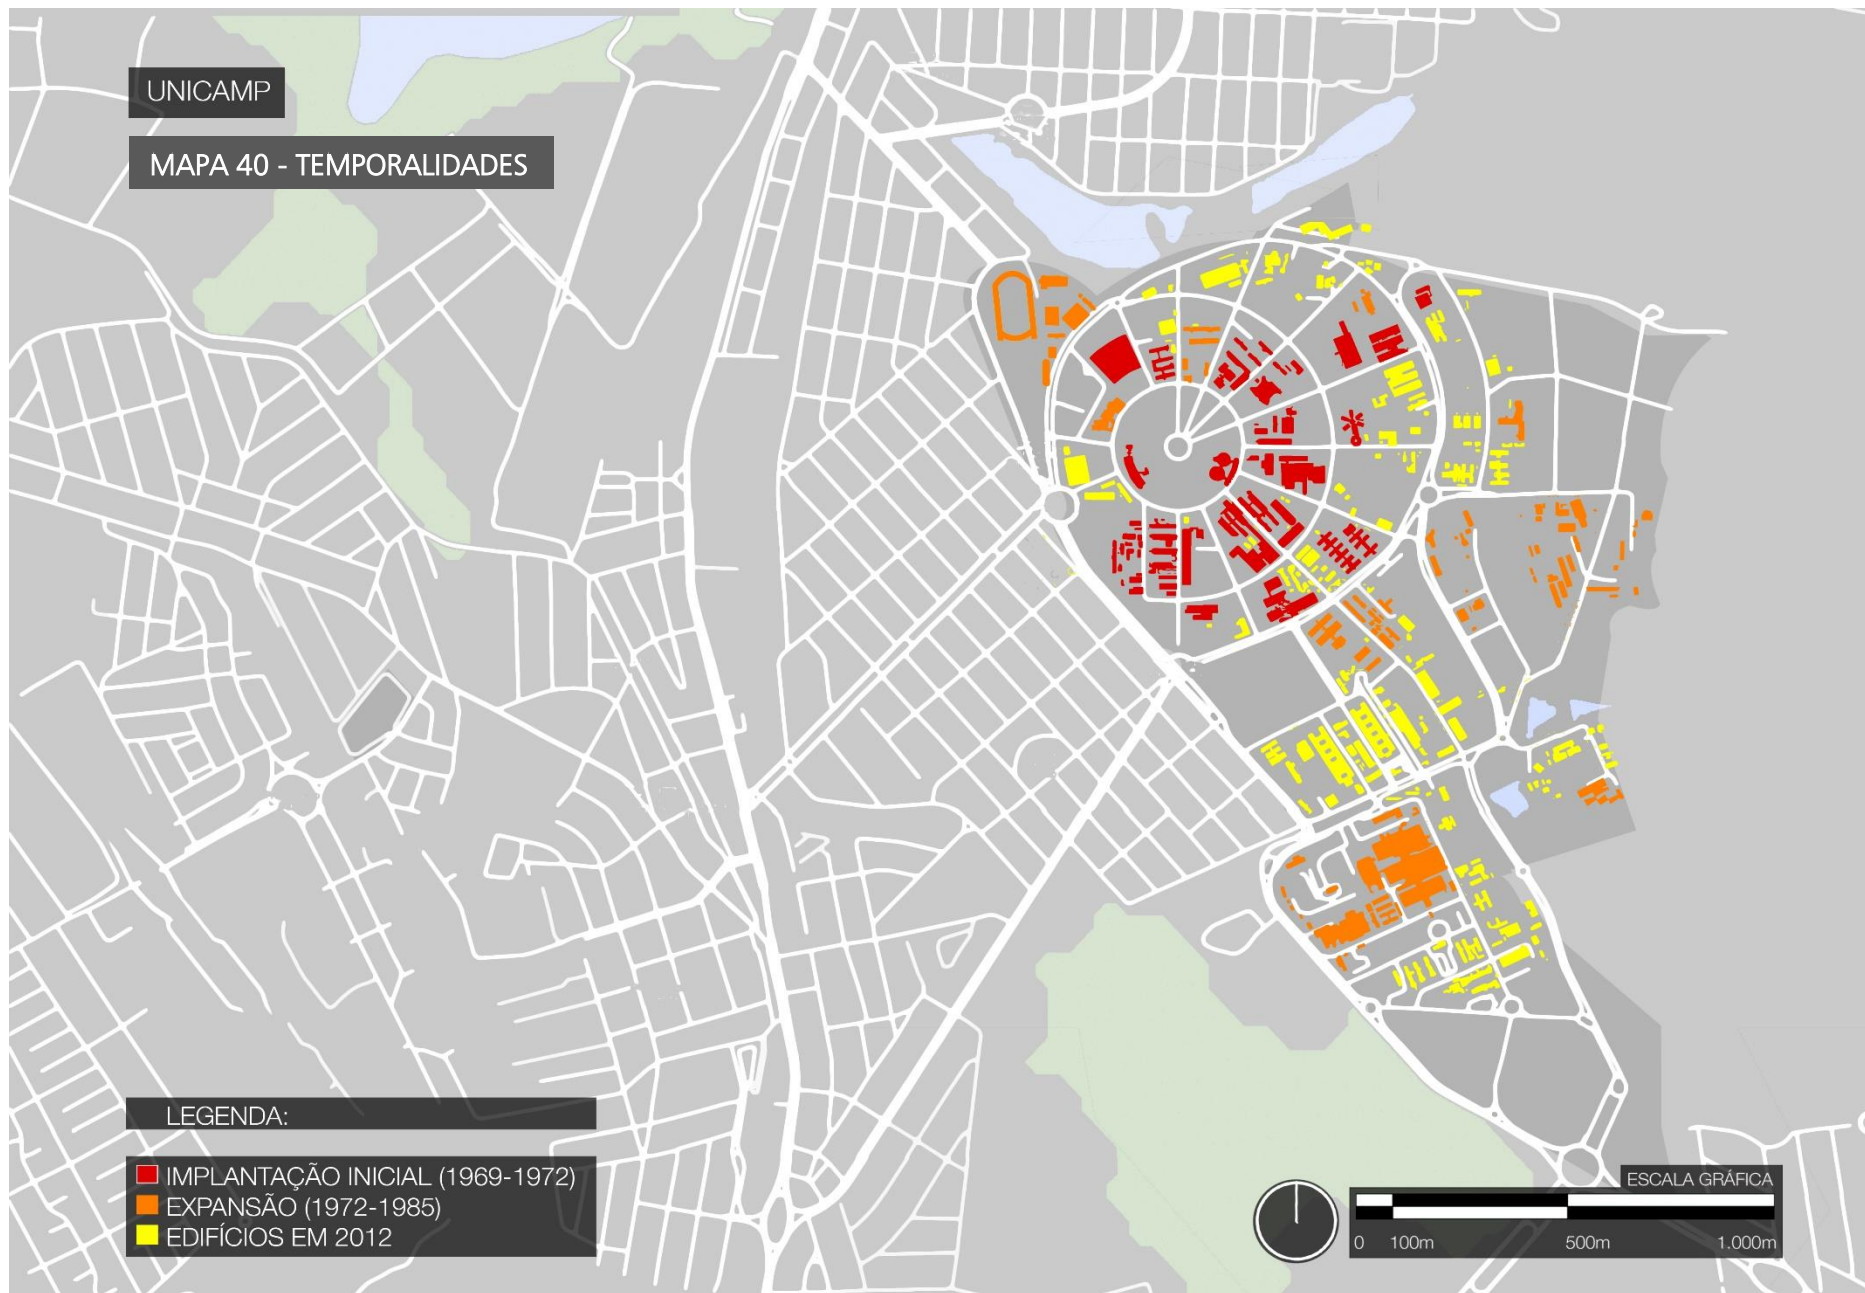 UNICAMP
MAPA 40 - TEMPORALIDADES
LEGENDA:
IMPLANTAÇÃO INICIAL (1969-1972)
EXPANSÃO (1972-1985)
EDIFÍCIOS EM 2012
ESCALA GRÁFICA
0 100m 500m 1.000m